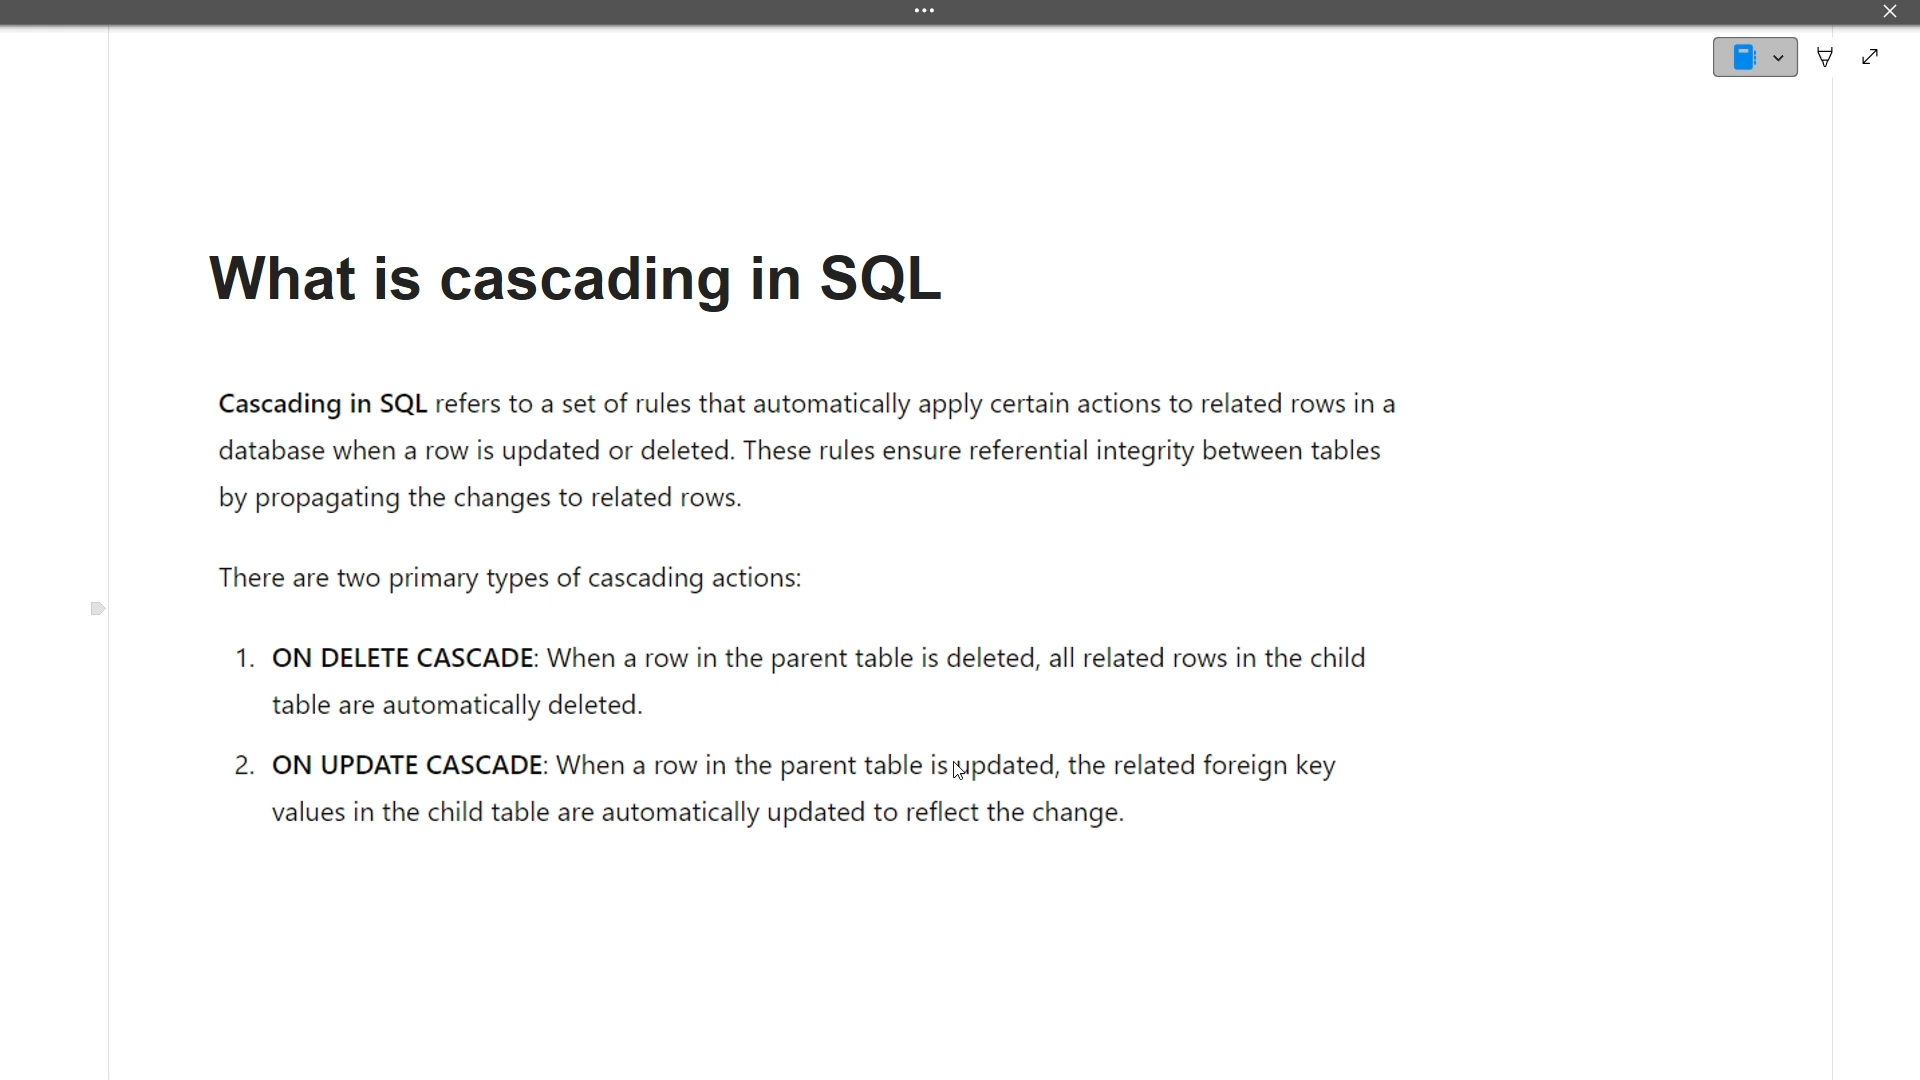 What is cascading in SQL
Cascading in SQL refers to a set of rules that automatically apply certain actions to related rows in a
database when a row is updated or deleted. These rules ensure referential integrity between tables
by propagating the changes to related rows.
There are two primary types of cascading actions:
1. ON DELETE CASCADE: When a row in the parent table is deleted, all related rows in the child
table are automatically deleted.
2. ON UPDATE CASCADE: When a row in the parent table is updated, the related foreign key
values in the child table are automatically updated to reflect the change.